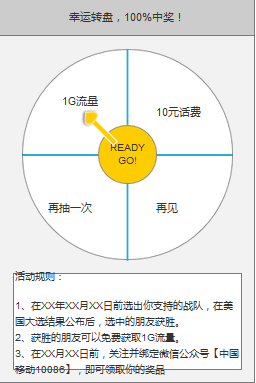 幸运转盘，100%中奖！
1G流量
10元话费
READY
GO!
再抽一次
再见
活动规则：
1、在XX年XX月XX日前选出你支持的战队，在美
国大选结果公布后，选中的朋友获胜。
2、获胜的朋友可以免费获取1G流量。
3、在XX月XX日前，关注并绑定微信公众号【中国
移动10086】，即可领取你的奖品